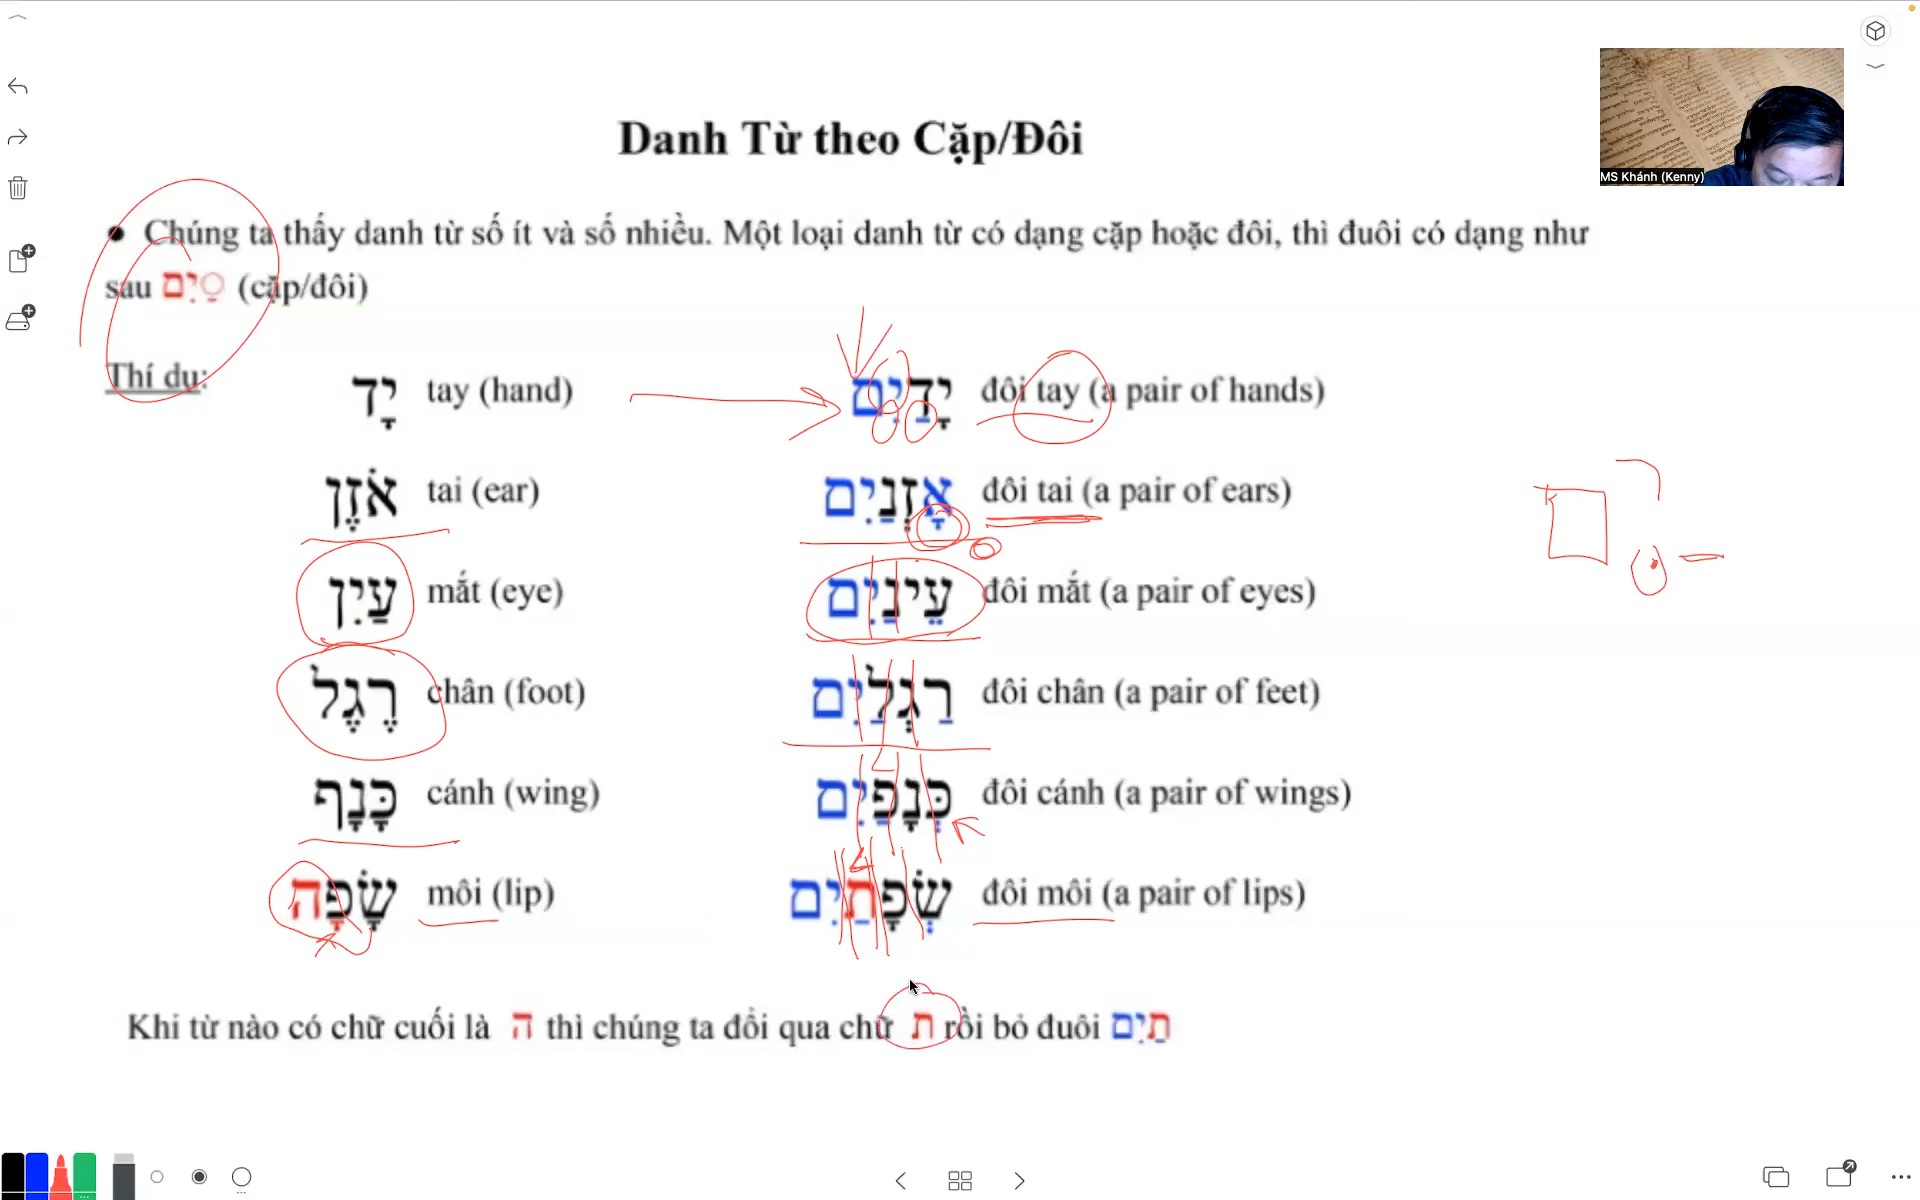 MS Khánh (Kenny)
Danh Từ theo Cặp/Đôi
• Chúng ta thấy danh từ số ít và số nhiều. Một loại danh từ có dạng cặp hoặc đôi, thì đuôi có dạng như
sau ◌ַיִם (cặp/đôi)
Thí dụ:
יָד tay (hand) יָדַיִם đôi tay (a pair of hands)
אֹזֶן tai (ear) אָזְנַיִם đôi tai (a pair of ears)
עַיִן mắt (eye) עֵינַיִם đôi mắt (a pair of eyes)
רֶגֶל chân (foot) רַגְלַיִם đôi chân (a pair of feet)
כָּנָף cánh (wing) כְּנָפַיִם đôi cánh (a pair of wings)
שָׂפָה môi (lip) שְׂפָתַיִם đôi môi (a pair of lips)
Khi từ nào có chữ cuối là ה thì chúng ta đổi qua chữ ת rồi bỏ đuôi תַיִם